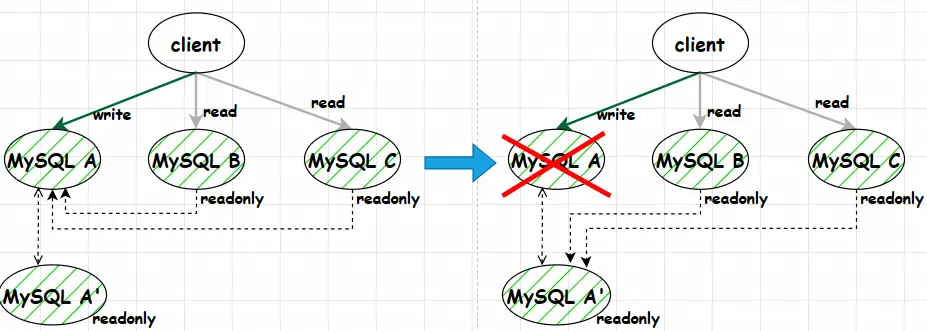 client
write
read
read
MySQL A
MySQL B
MySQL C
readonly
readonly
MySQL A'
readonly
client
write
read
read
MySQL A
MySQL B
MySQL C
readonly
readonly
MySQL A'
readonly